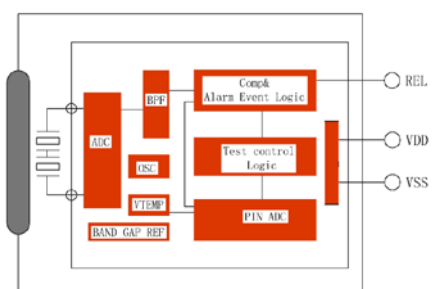 Comp&
Alarm Event Logic
REL
BPF
ADC
Test control
Logic
VDD
OSC
VSS
VTEMP
PIN ADC
BAND GAP REF